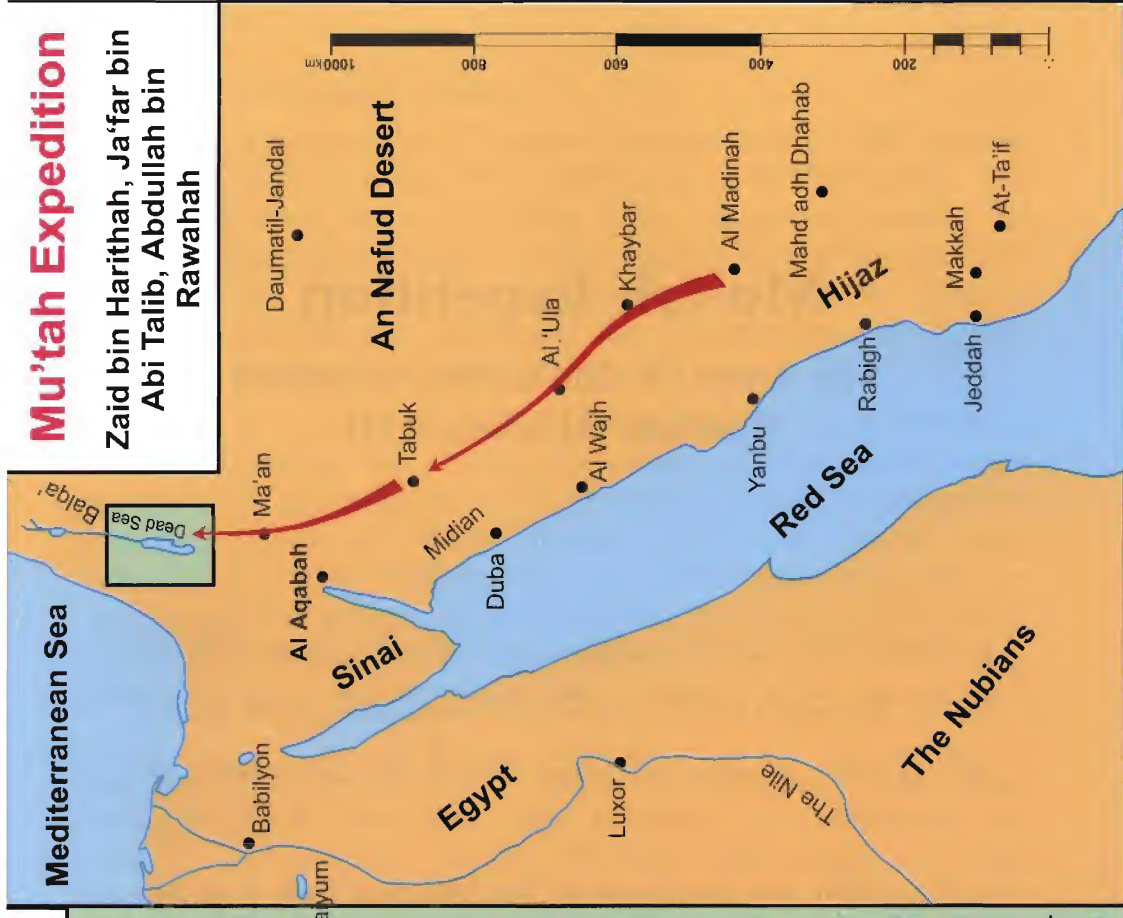 Mu'tah Expedition
Zaid bin Harithah, Ja'far bin
Abi Talib, Abdullah bin
Rawahah
Mediterranean Sea
Balqa'
Dead Sea
Ma'an
Al Aqabah
Daumatil-Jandal
An Nafud Desert
Tabuk
Sinai
Midian
Duba
Al.'Ula
Al Wajh
Khaybar
Al Madinah
Mahd adh Dhahab
Hijaz
Yanbu
Rabigh
Red Sea
Makkah
Jeddah
At-Ta'if
Babilyon
aiyum
Egypt
Luxor
The Nile
The Nubians
1000km
800
600
400
200